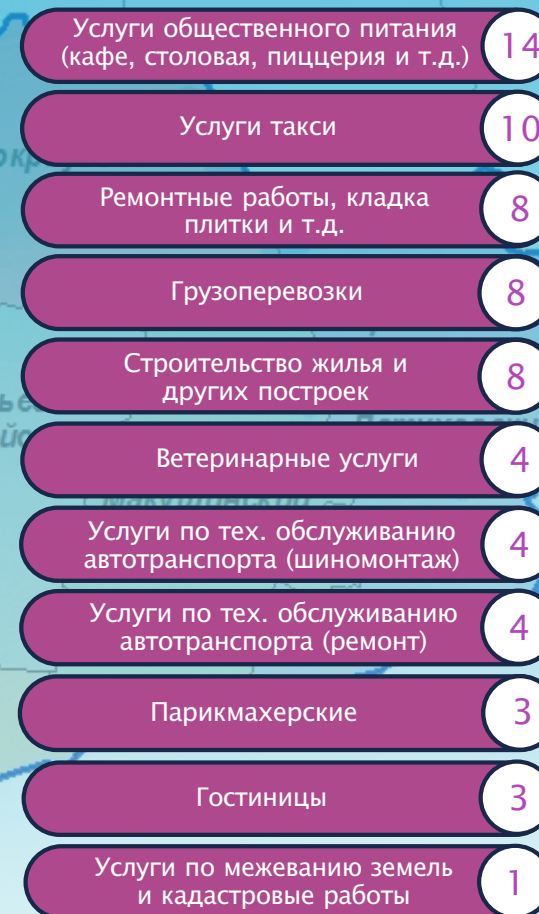 Услуги общественного питания
(кафе, столовая, пиццерия и т.д.)
14
Услуги такси
10
Ремонтные работы, кладка
плитки и т.д.
8
Грузоперевозки
8
Строительство жилья и
других построек
8
Ветеринарные услуги
4
Услуги по тех. обслуживанию
автотранспорта (шиномонтаж)
4
Услуги по тех. обслуживанию
автотранспорта (ремонт)
4
Парикмахерские
3
Гостиницы
3
Услуги по межеванию земель
и кадастровые работы
1